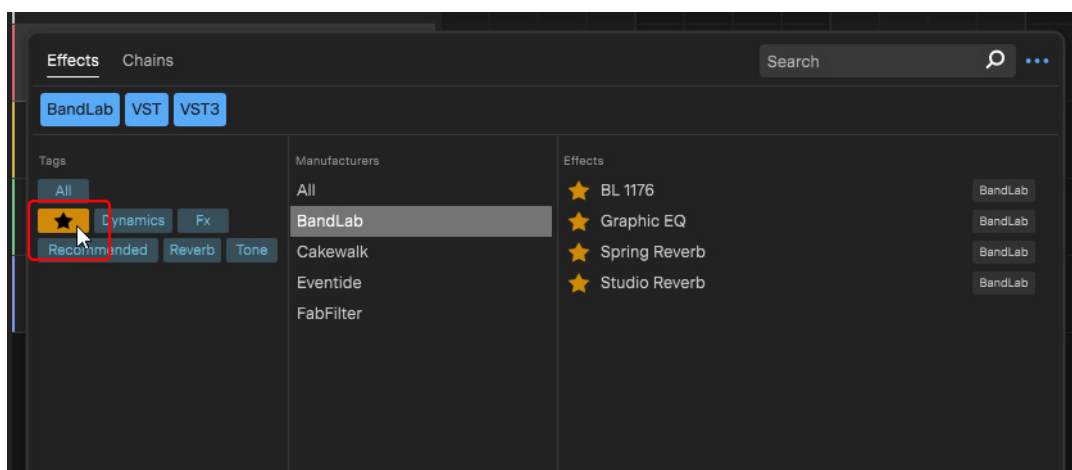 Effects Chains Search
BandLab VST VST3
Tags
All
Dynamics Fx
Recommended Reverb Tone
Manufacturers
All
BandLab
Cakewalk
Eventide
FabFilter
Effects
BL 1176 BandLab
Graphic EQ BandLab
Spring Reverb BandLab
Studio Reverb BandLab